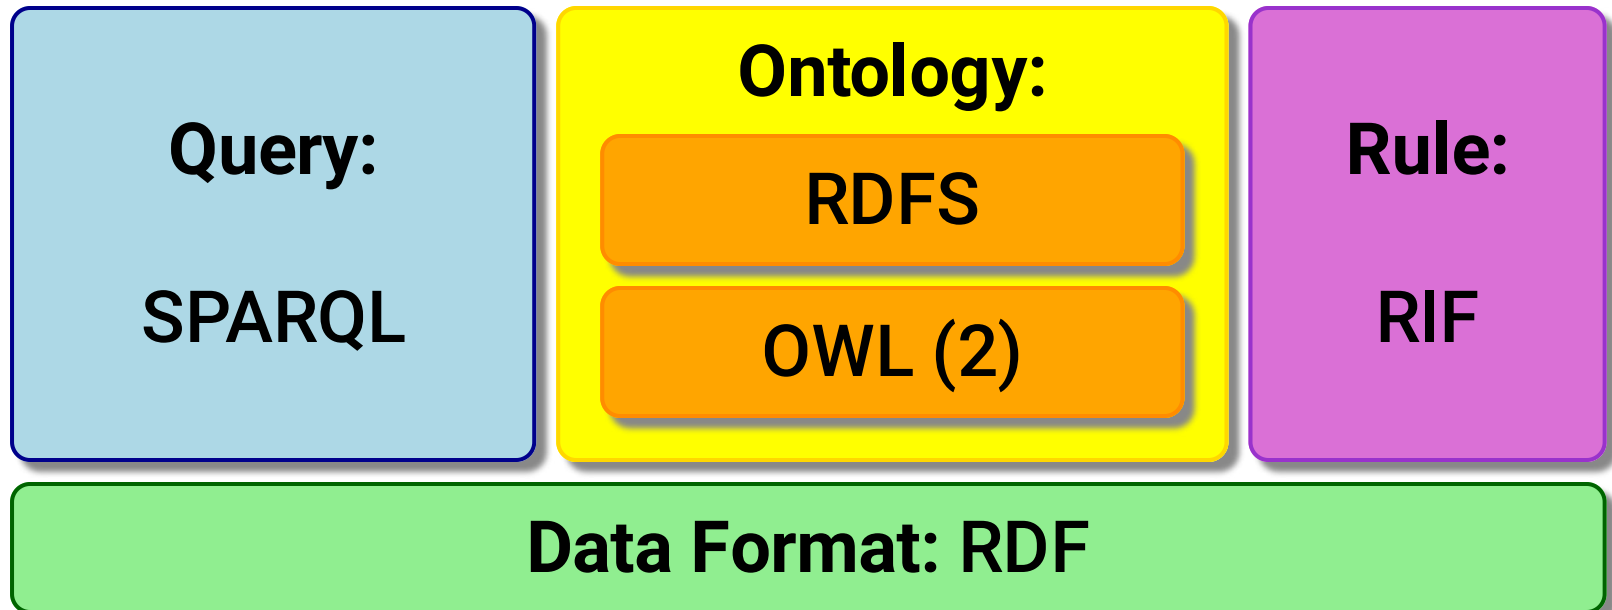 Query:
SPARQL
Ontology:
RDFS
OWL (2)
Rule:
RIF
Data Format: RDF